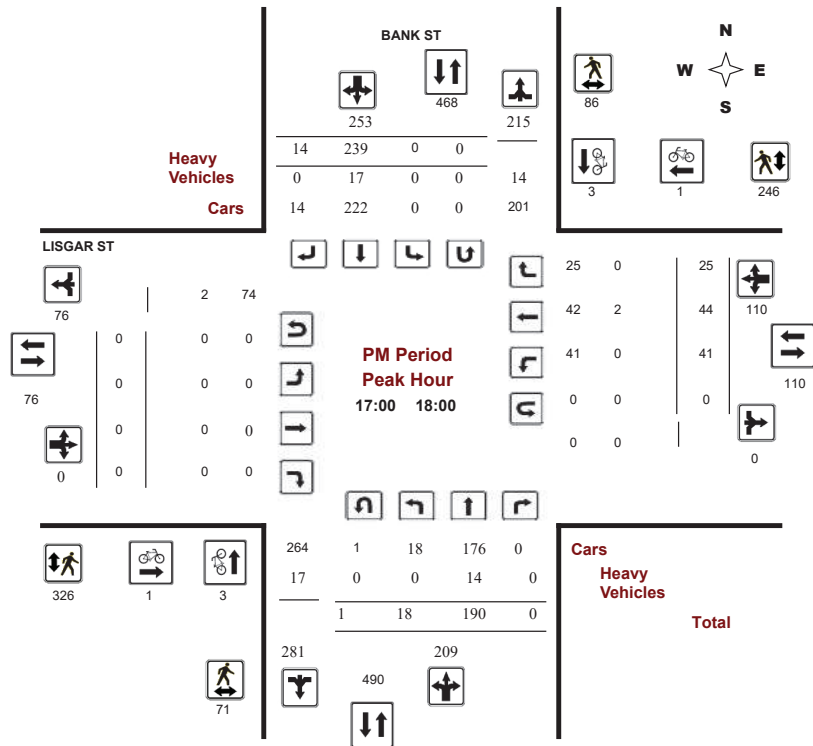 BANK ST
N
W E
S
468
86
253
215
14 239 0 0
Heavy
Vehicles
0 17 0 0 14
3 1 246
Cars
14 222 0 0 201
LISGAR ST
25 0 25
2 74
76
42 2 44
110
0 0 0
PM Period
Peak Hour
41 0 41
76
0 0 0
17:00 18:00
110
0 0 0
0 0 0
0 0
0
0
0 0 0
264 1 18 176 0
Cars
17 0 0 14 0
Heavy
Vehicles
326 1 3
1 18 190 0
Total
281 209
490
71